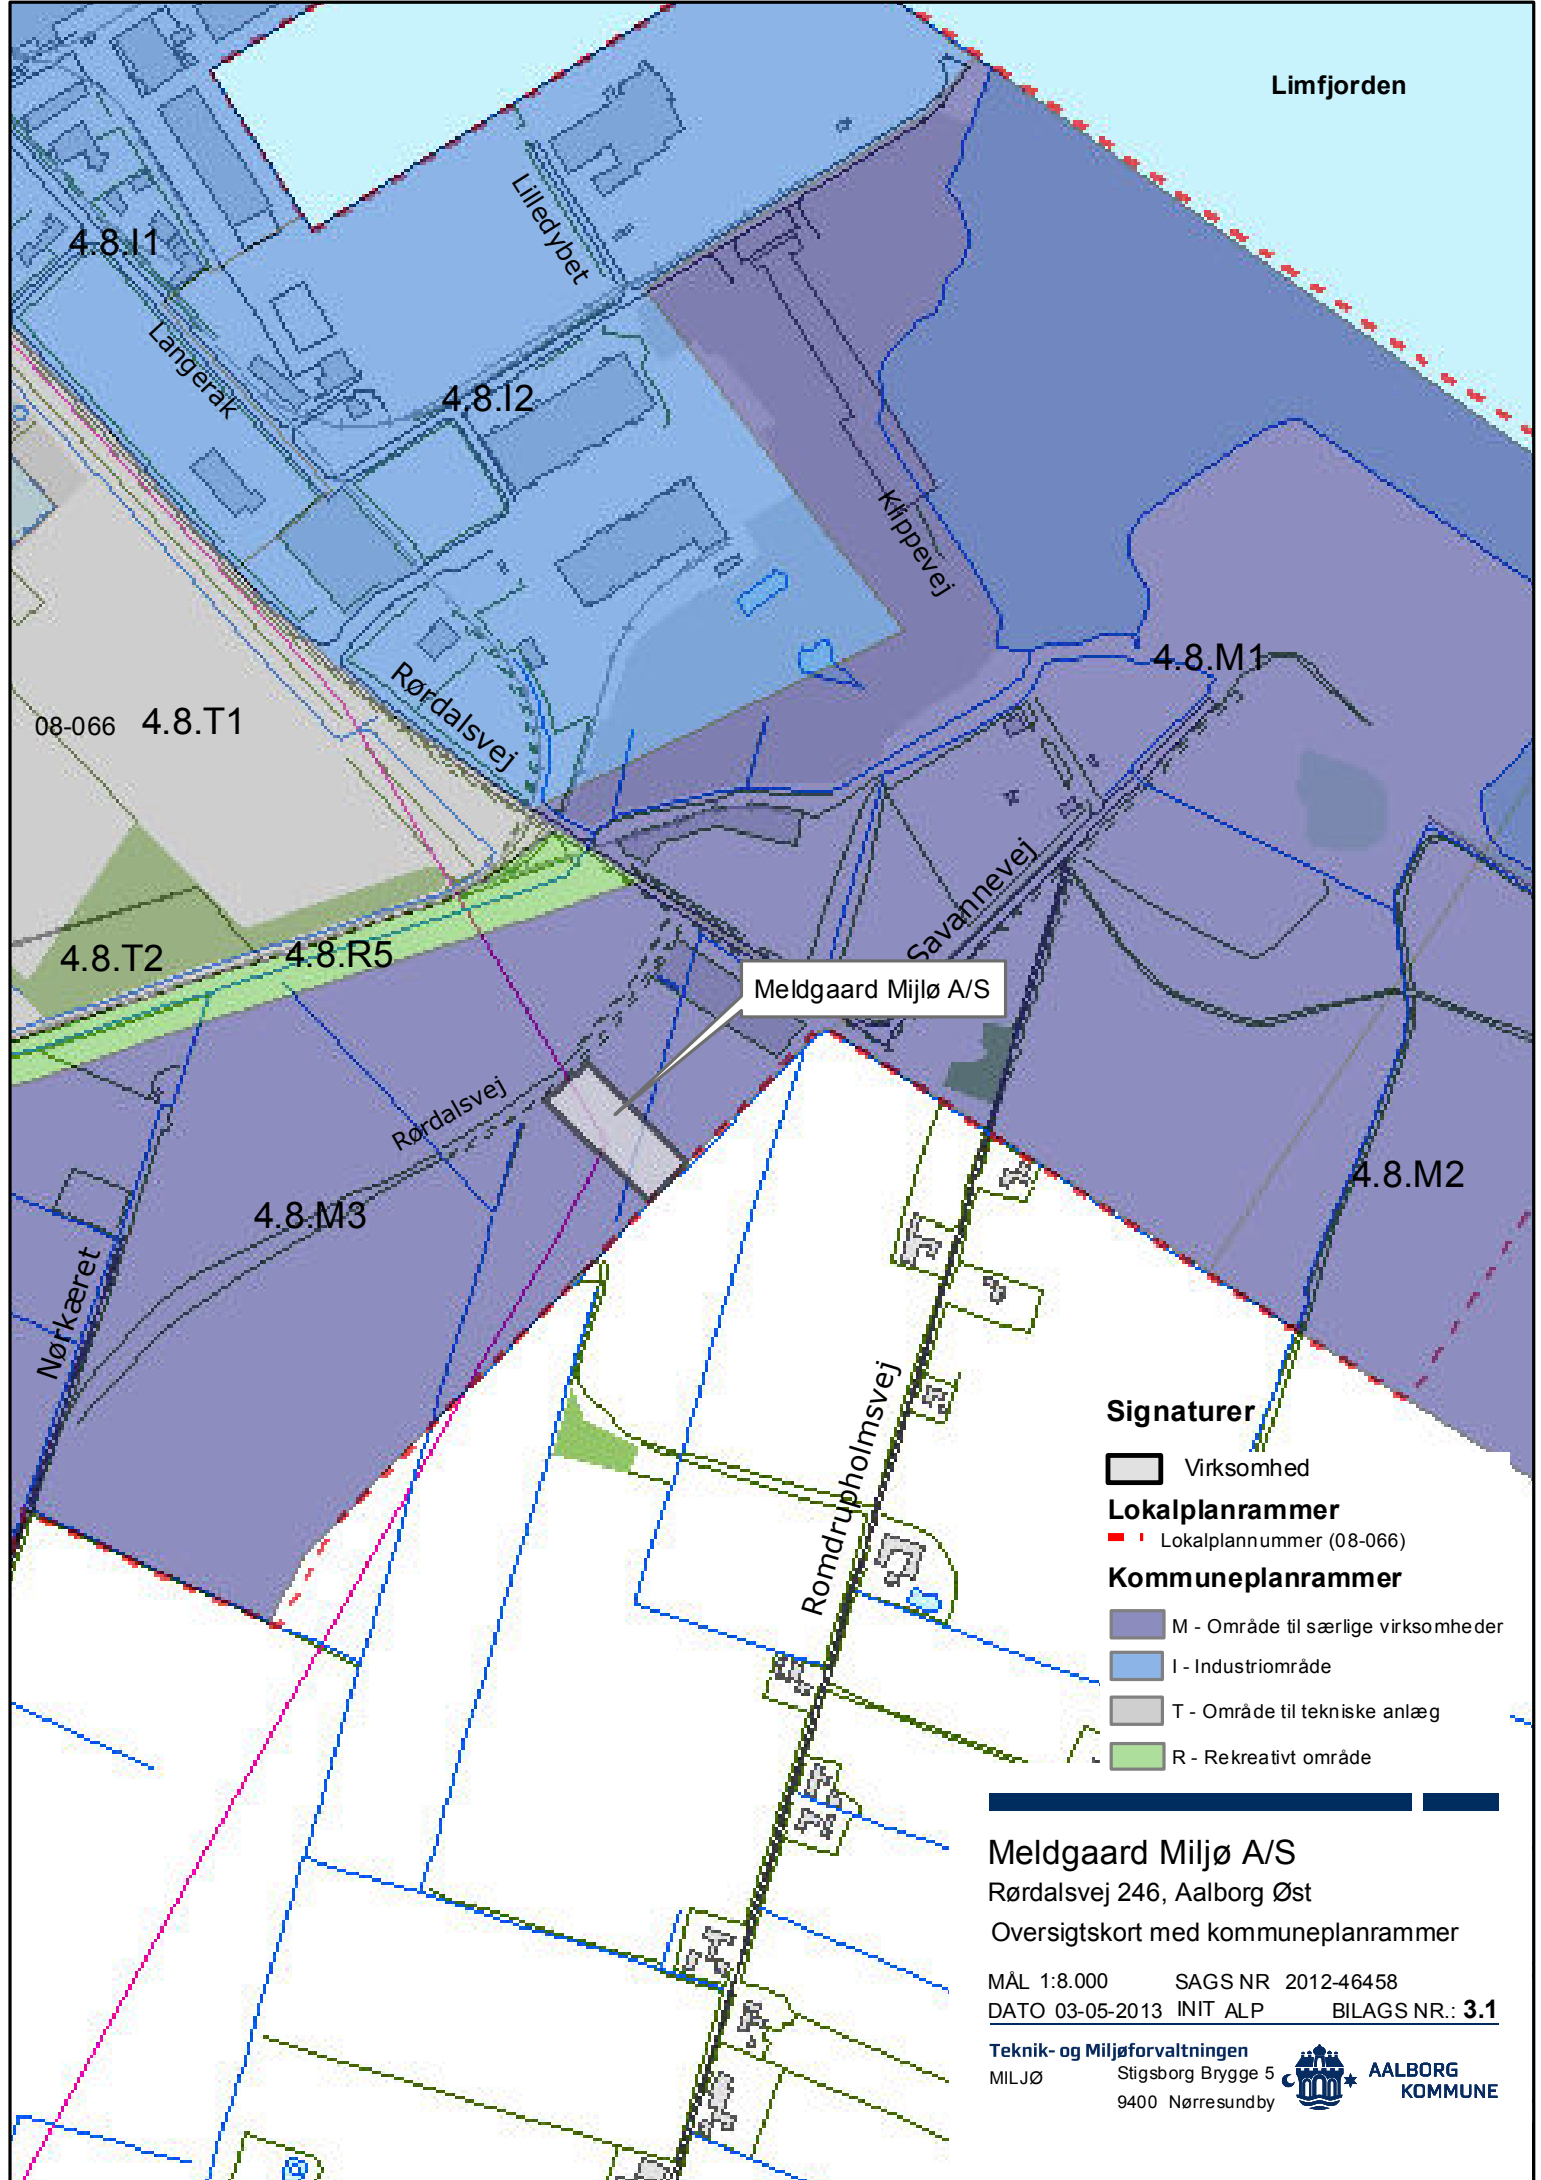 Limfjorden
Lilledybet
4.8.I1
Langerak
4.8.I2
Klippevej
4.8.M1
Rørdalsvej
08-066 4.8.T1
Savannevej
4.8.T2
4.8.R5
Meldgaard Mijlø A/S
Rørdalsvej
4.8.M2
4.8.M3
Nørkæret
Romdrupholmsvej
Signaturer
Virksomhed
Lokalplanrammer
Lokalplannummer (08-066)
Kommuneplanrammer
M - Område til særlige virksomheder
I - Industriområde
T - Område til tekniske anlæg
R - Rekreativt område
Meldgaard Miljø A/S
Rørdalsvej 246, Aalborg Øst
Oversigtskort med kommuneplanrammer
MÅL 1:8.000 SAGS NR 2012-46458
DATO 03-05-2013 INIT ALP BILAGS NR.: 3.1
Teknik- og Miljøforvaltningen
MILJØ Stigsborg Brygge 5
9400 Nørresundby
AALBORG
KOMMUNE